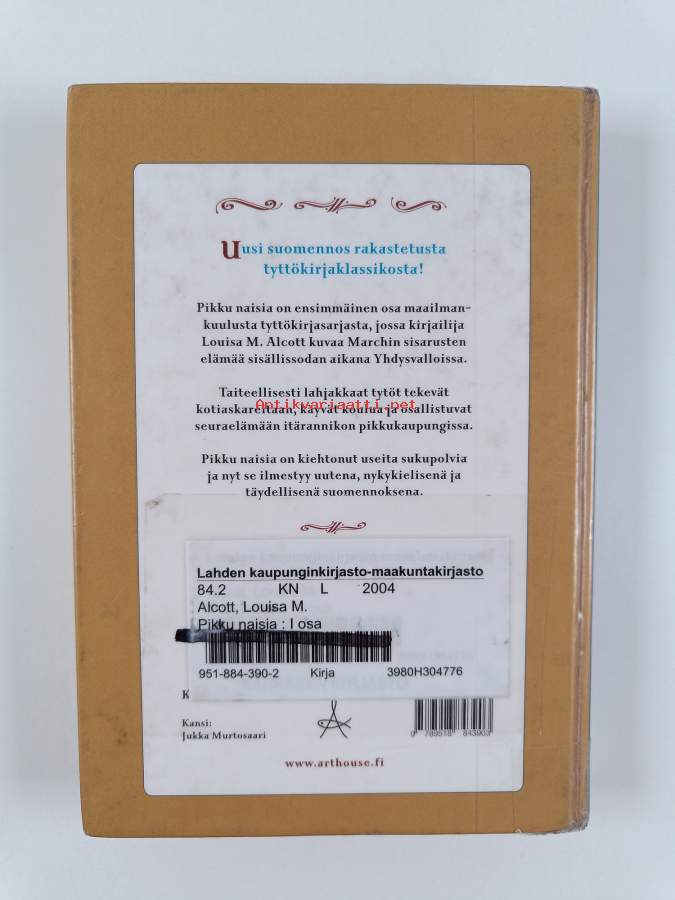 Uusi suomennos rakastetusta
tyttökirjaklassikosta!
Pikku naisia on ensimmäinen osa maailman-
kuulusta tyttökirjasarjasta, jossa kirjailija
Louisa M. Alcott kuvaa Marchin sisarusten
elämää sisällissodan aikana Yhdysvalloissa.
Taiteellisesti lahjakkaat tytöt tekevät
Antikvariaatti.net
kotiaskareitaan, käyvät koulua ja osallistuvat
seuraelämään itärannikon pikkukaupungissa.
Pikku naisia on kiehtonut useita sukupolvia
ja nyt se ilmestyy uutena, nykykielisenä ja
täydellisenä suomennoksena.
Lahden kaupunginkirjasto-maakuntakirjasto
84.2 KN L 2004
Alcott, Louisa M.
Pikku naisia : I osa
951-884-390-2 Kirja 3980H304776
K
Kansi:
Jukka Murtosaari
9 789518 843903
www.arthouse.fi